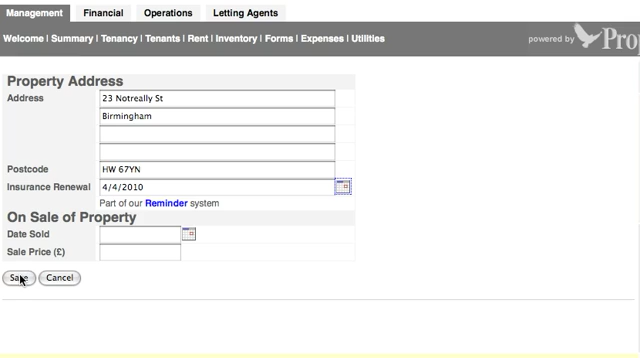 Management Financial Operations Letting Agents
Welcome | Summary | Tenancy | Tenants | Rent | Inventory | Forms | Expenses | Utilities
powered by Pro
Property Address
Address 23 Notreally St
Birmingham
Postcode HW 67YN
Insurance Renewal 4/4/2010
Part of our Reminder system
On Sale of Property
Date Sold
Sale Price (£)
Save Cancel